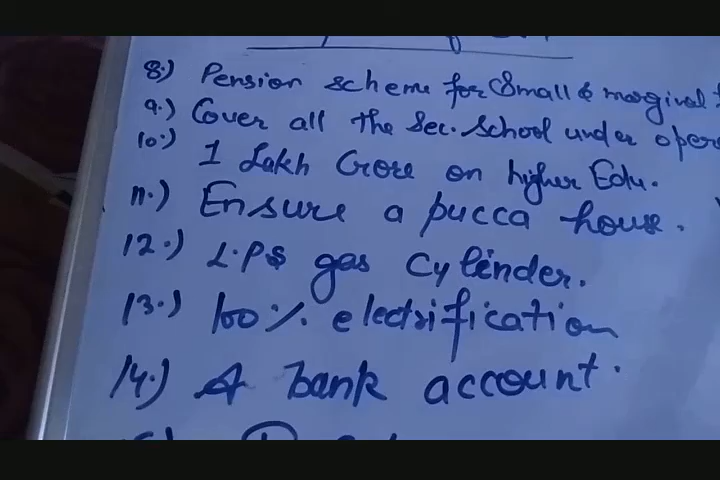 8.) Pension scheme for Small & marginal
9.) Cover all the Sec. School under
10.) 1 Lakh Crore on higher Edu.
11.) Ensure a pucca house.
12.) L.P$ gas cylinder.
13.) 100% electrification
14.) A bank account.